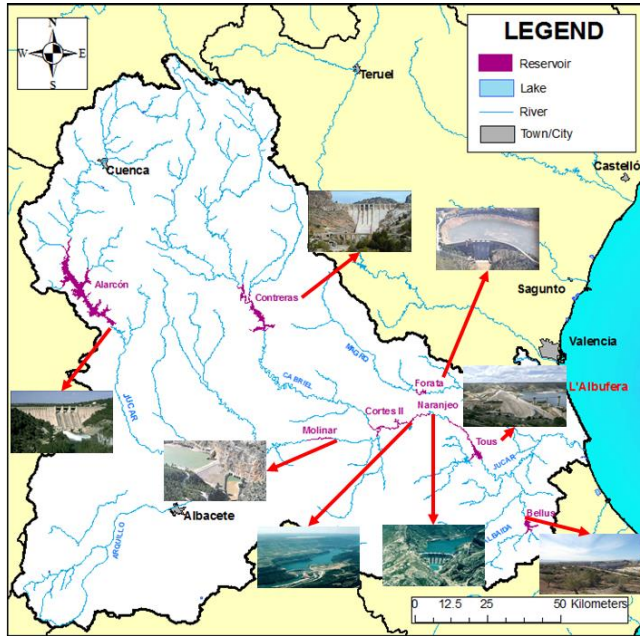 N
W
E
S
LEGEND
Reservoir
Lake
River
Town/City
Teruel
Cuenca
Castelló
Alarcón
Contreras
Sagunto
Valencia
MAGRO
Forata
L'Albufera
CABRIEL
Naranjeo
JUCAR
Cortes II
Molinar
Tous
JUCAR
Albacete
Bellus
ALBAIDA
ARQUILLO
0 12.5 25 50 Kilometers